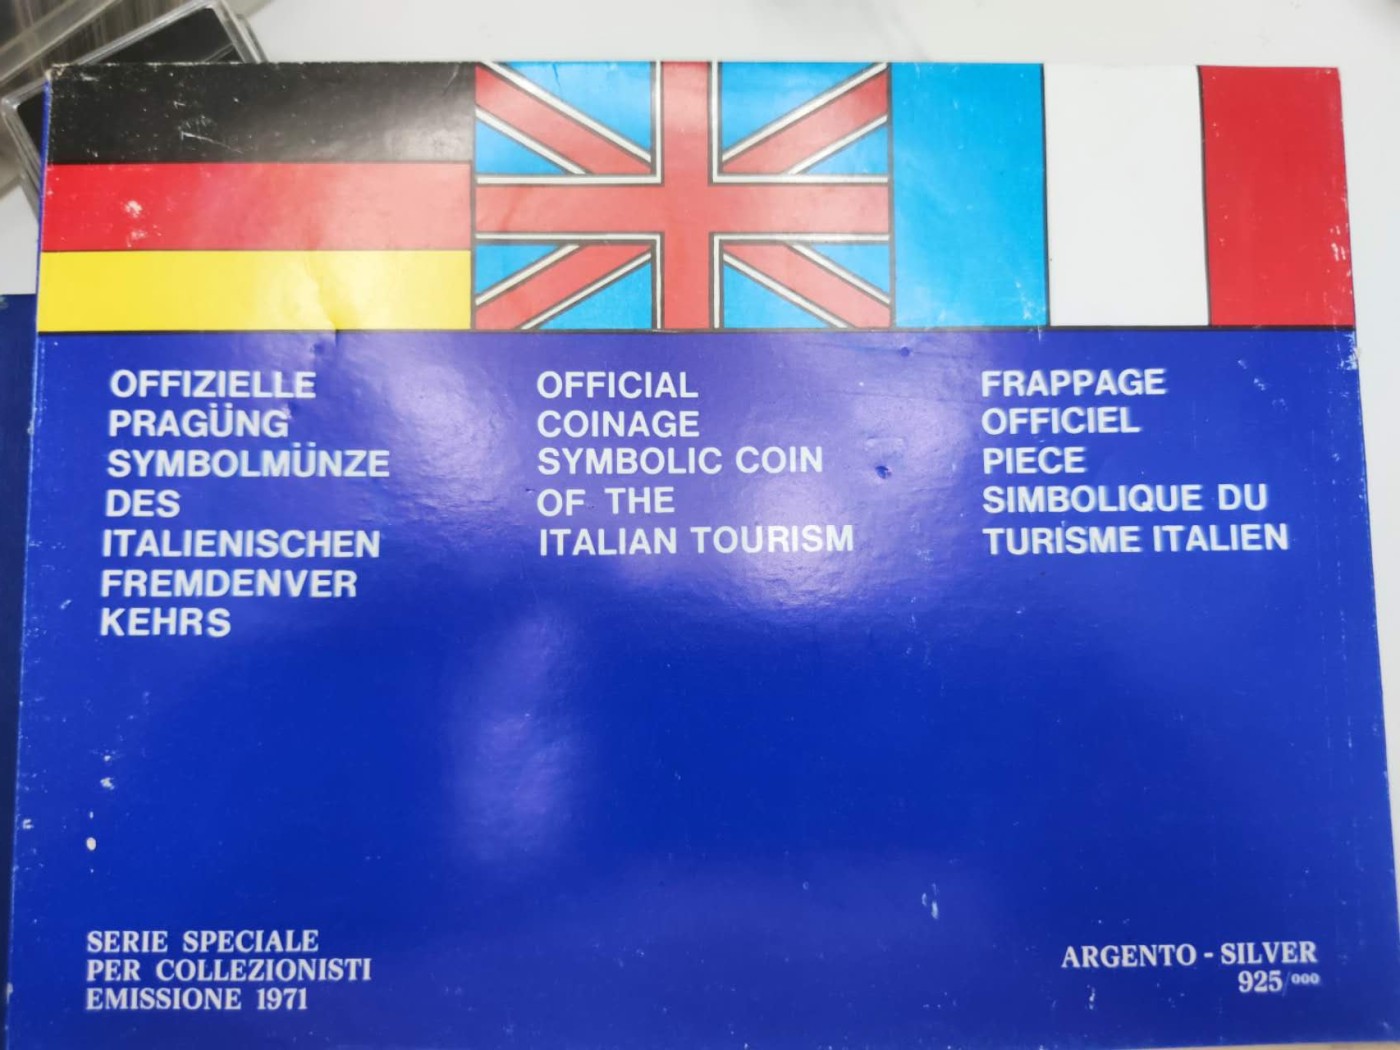 OFFIZIELLE
PRAGÜNG
SYMBOLMÜNZE
DES
ITALIENISCHEN
FREMDENVER
KEHRS
OFFICIAL
COINAGE
SYMBOLIC COIN
OF THE
ITALIAN TOURISM
FRAPPAGE
OFFICIEL
PIECE
SIMBOLIQUE DU
TURISME ITALIEN
SERIE SPECIALE
PER COLLEZIONISTI
EMISSIONE 1971
ARGENTO - SILVER
925/000